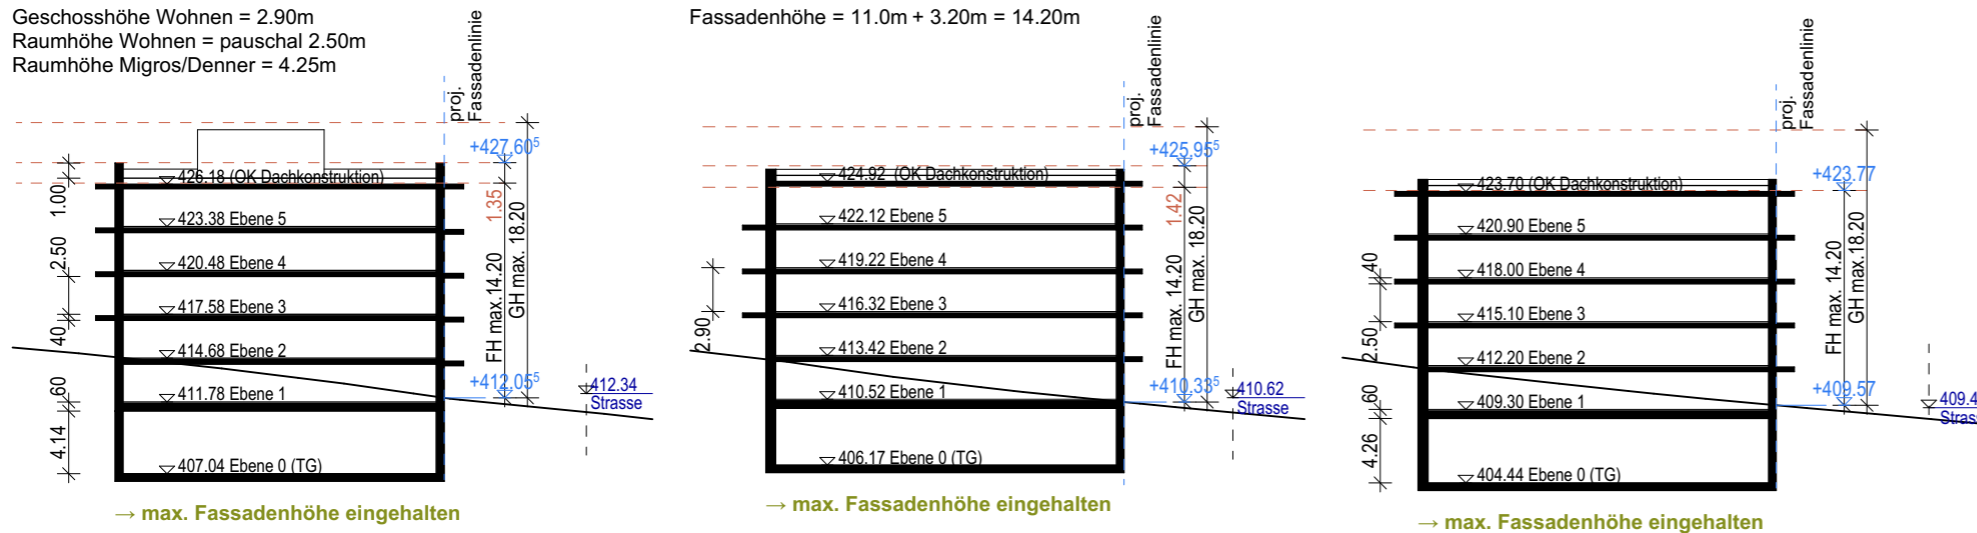 Geschosshöhe Wohnen = 2.90m
Raumhöhe Wohnen = pauschal 2.50m
Raumhöhe Migros/Denner = 4.25m
proj.
Fassadenlinie
+427.60⁵
426.18 (OK Dachkonstruktion)
1.00
1.35
423.38 Ebene 5
2.50
420.48 Ebene 4
417.58 Ebene 3
40
414.68 Ebene 2
FH max.14.20
GH max. 18.20
+412.05⁵
412.34
Strasse
60
411.78 Ebene 1
4.14
407.04 Ebene 0 (TG)
→ max. Fassadenhöhe eingehalten
Fassadenhöhe = 11.0m + 3.20m = 14.20m
proj.
Fassadenlinie
+425.95⁵
424.92 (OK Dachkonstruktion)
1.42
422.12 Ebene 5
419.22 Ebene 4
2.90
416.32 Ebene 3
413.42 Ebene 2
FH max. 14.20
GH max. 18.20
+410.33⁵
410.62
Strasse
410.52 Ebene 1
406.17 Ebene 0 (TG)
→ max. Fassadenhöhe eingehalten
proj.
Fassadenlinie
+423.77
423.70 (OK Dachkonstruktion)
420.90 Ebene 5
40
418.00 Ebene 4
2.50
415.10 Ebene 3
412.20 Ebene 2
FH max. 14.20
GH max.18.20
+409.57
409.4
Stras
60
409.30 Ebene 1
4.26
404.44 Ebene 0 (TG)
→ max. Fassadenhöhe eingehalten